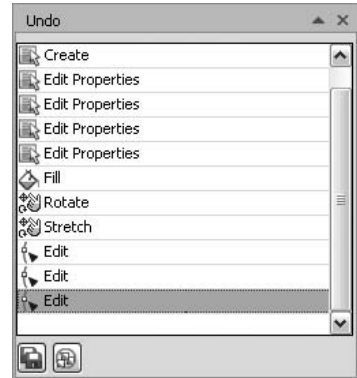 Undo
Create
Edit Properties
Edit Properties
Edit Properties
Edit Properties
Fill
Rotate
Stretch
Edit
Edit
Edit